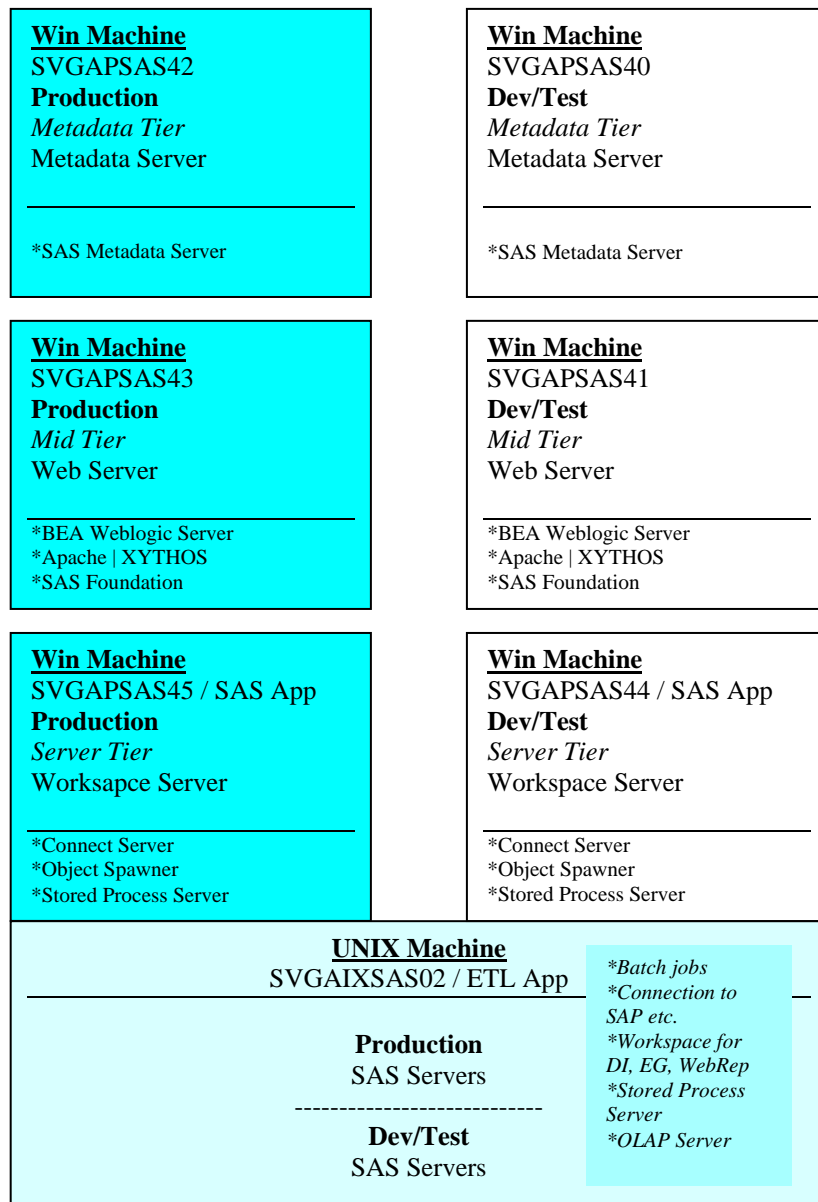 Win Machine
SVGAPSAS42
Production
Metadata Tier
Metadata Server
*SAS Metadata Server
Win Machine
SVGAPSAS40
Dev/Test
Metadata Tier
Metadata Server
*SAS Metadata Server
Win Machine
SVGAPSAS43
Production
Mid Tier
Web Server
*BEA Weblogic Server
*Apache | XYTHOS
*SAS Foundation
Win Machine
SVGAPSAS41
Dev/Test
Mid Tier
Web Server
*BEA Weblogic Server
*Apache | XYTHOS
*SAS Foundation
Win Machine
SVGAPSAS45 / SAS App
Production
Server Tier
Worksapce Server
*Connect Server
*Object Spawner
*Stored Process Server
Win Machine
SVGAPSAS44 / SAS App
Dev/Test
Server Tier
Workspace Server
*Connect Server
*Object Spawner
*Stored Process Server
UNIX Machine
SVGAIXSAS02 / ETL App
Production
SAS Servers
----------------------------
Dev/Test
SAS Servers
*Batch jobs
*Connection to
SAP etc.
*Workspace for
DI, EG, WebRep
*Stored Process
Server
*OLAP Server